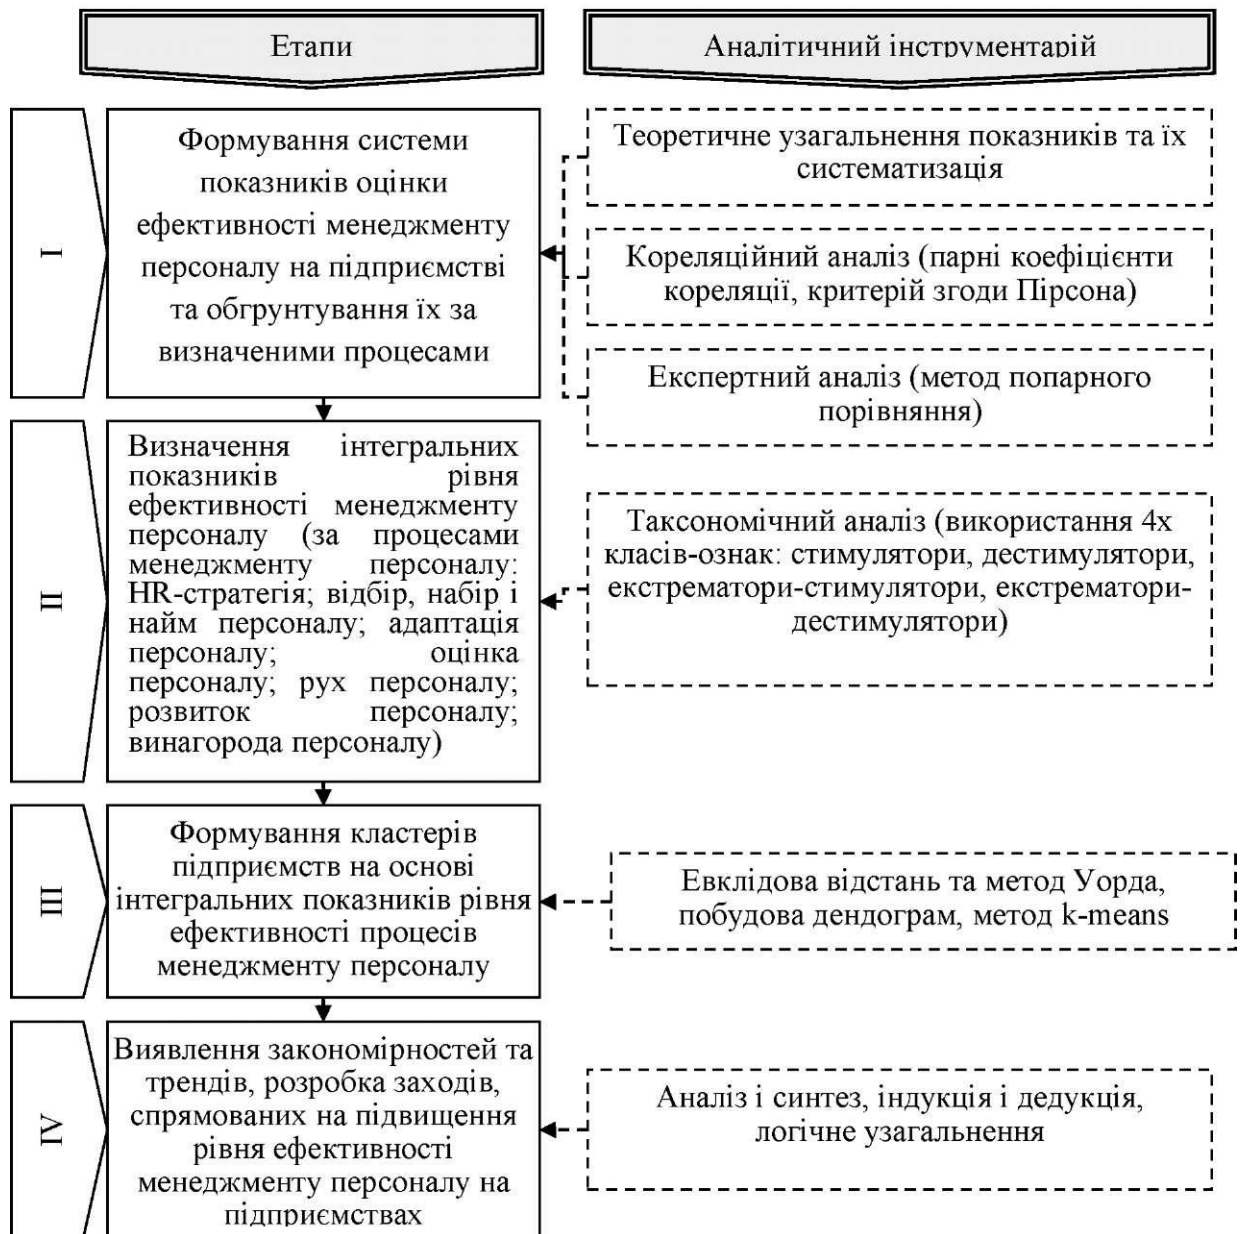 Етапи
Аналітичний інструментарій
I
Формування системи
показників оцінки
ефективності менеджменту
персоналу на підприємстві
та обгрунтування їх за
визначеними процесами
Теоретичне узагальнення показників та їх
систематизація
Кореляційний аналіз (парні коефіцієнти
кореляції, критерій згоди Пірсона)
Експертний аналіз (метод попарного
порівняння)
II
Визначення інтегральних
показників рівня
ефективності менеджменту
персоналу (за процесами
менеджменту персоналу:
HR-стратегія; відбір, набір і
найм персоналу; адаптація
персоналу; оцінка
персоналу; рух персоналу;
розвиток персоналу;
винагорода персоналу)
Таксономічний аналіз (використання 4х
класів-ознак: стимулятори, дестимулятори,
екстрематори-стимулятори, екстрематори-
дестимулятори)
III
Формування кластерів
підприємств на основі
інтегральних показників рівня
ефективності процесів
менеджменту персоналу
Евклідова відстань та метод Уорда,
побудова дендограм, метод k-means
IV
Виявлення закономірностей та
трендів, розробка заходів,
спрямованих на підвищення
рівня ефективності
менеджменту персоналу на
підприємствах
Аналіз і синтез, індукція і дедукція,
логічне узагальнення